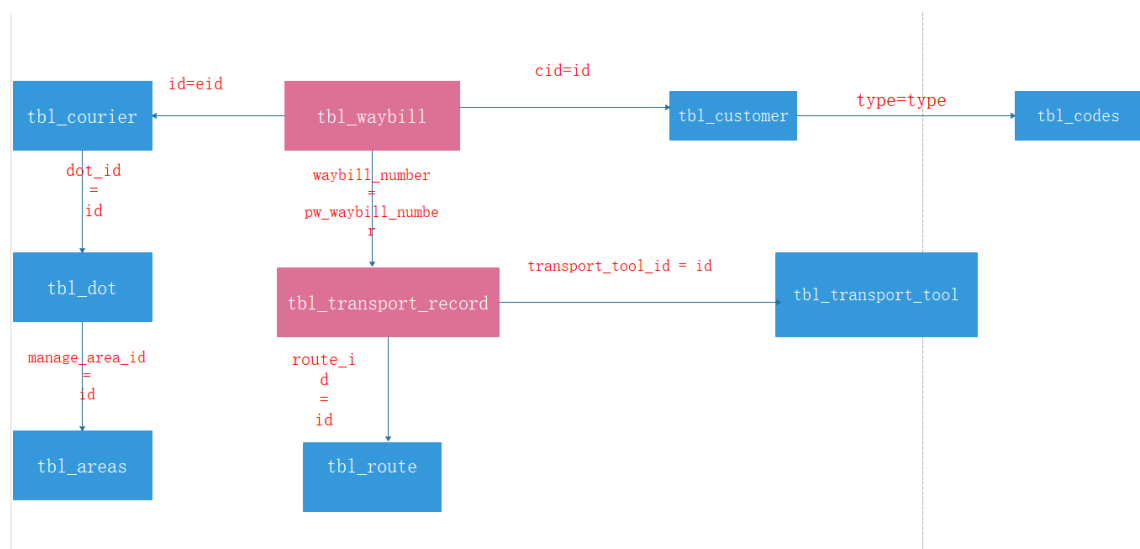 cid=id
id=eid
type=type
tbl_courier
tbl_waybill
tbl_customer
tbl_codes
dot_id
=
id
waybill_number
=
pw_waybill_numbe
r
transport_tool_id = id
tbl_dot
tbl_transport_record
tbl_transport_tool
manage_area_id
=
id
route_i
d
=
id
tbl_areas
tbl_route